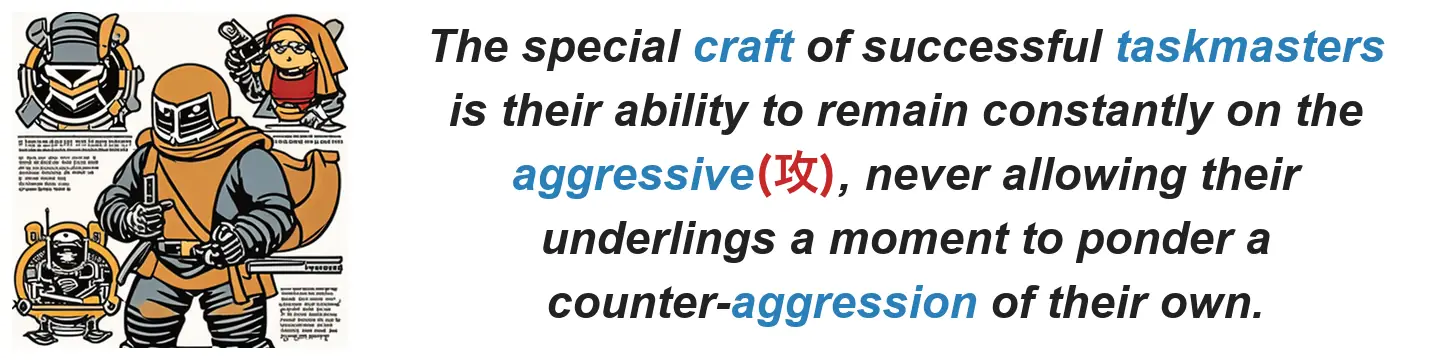 The special craft of successful taskmasters
is their ability to remain constantly on the
aggressive(攻), never allowing their
underlings a moment to ponder a
counter-aggression of their own.